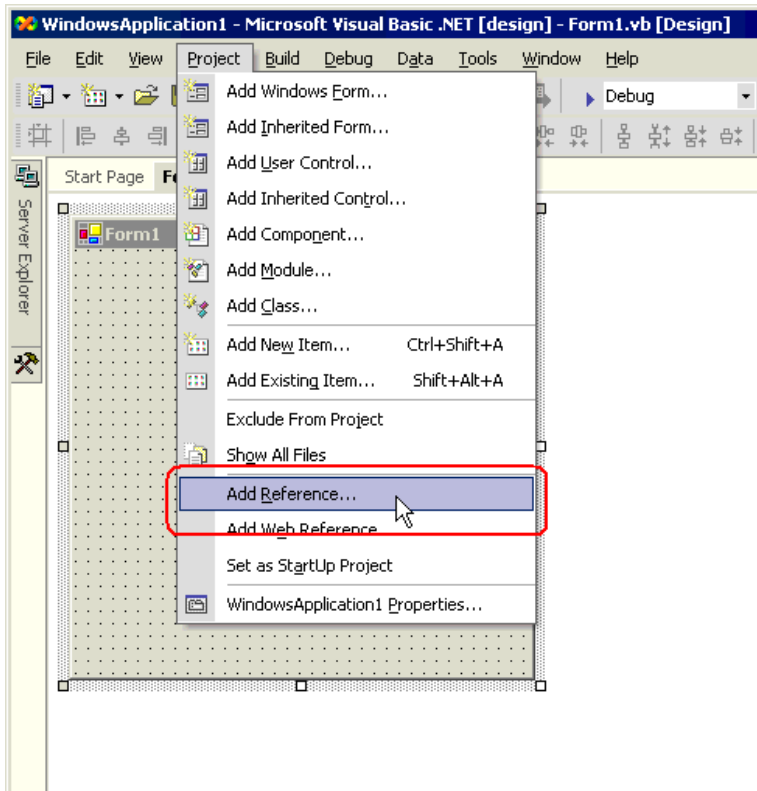 WindowsApplication1 - Microsoft Visual Basic .NET [design] - Form1.vb [Design]
File Edit View Project Build Debug Data Tools Window Help
Add Windows Form...
Debug
Add Inherited Form...
Add User Control...
Start Page
Add Inherited Control...
Server Explorer
Form1
Add Component...
Add Module...
Add Class...
Add New Item... Ctrl+Shift+A
Add Existing Item... Shift+Alt+A
Exclude From Project
Show All Files
Add Reference...
Add Web Reference
Set as StartUp Project
WindowsApplication1 Properties...